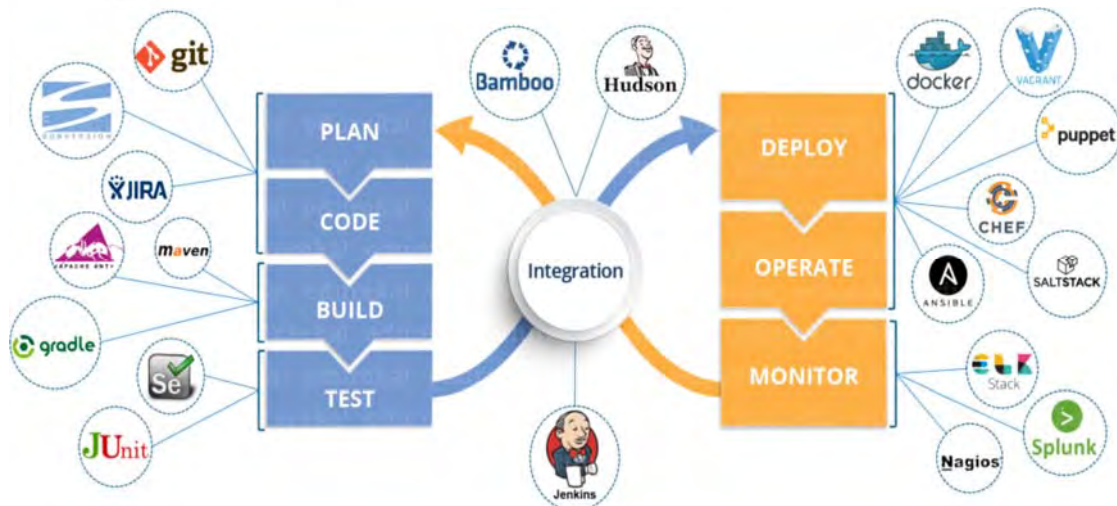 git
SUBVERSION
JIRA
APACHE ANT
maven
gradle
Se
JUnit
PLAN
CODE
BUILD
TEST
Bamboo
Hudson
Integration
Jenkins
DEPLOY
OPERATE
MONITOR
docker
VAGRANT
puppet
CHEF
SALTSTACK
ANSIBLE
ELK
Stack
Splunk
Nagios